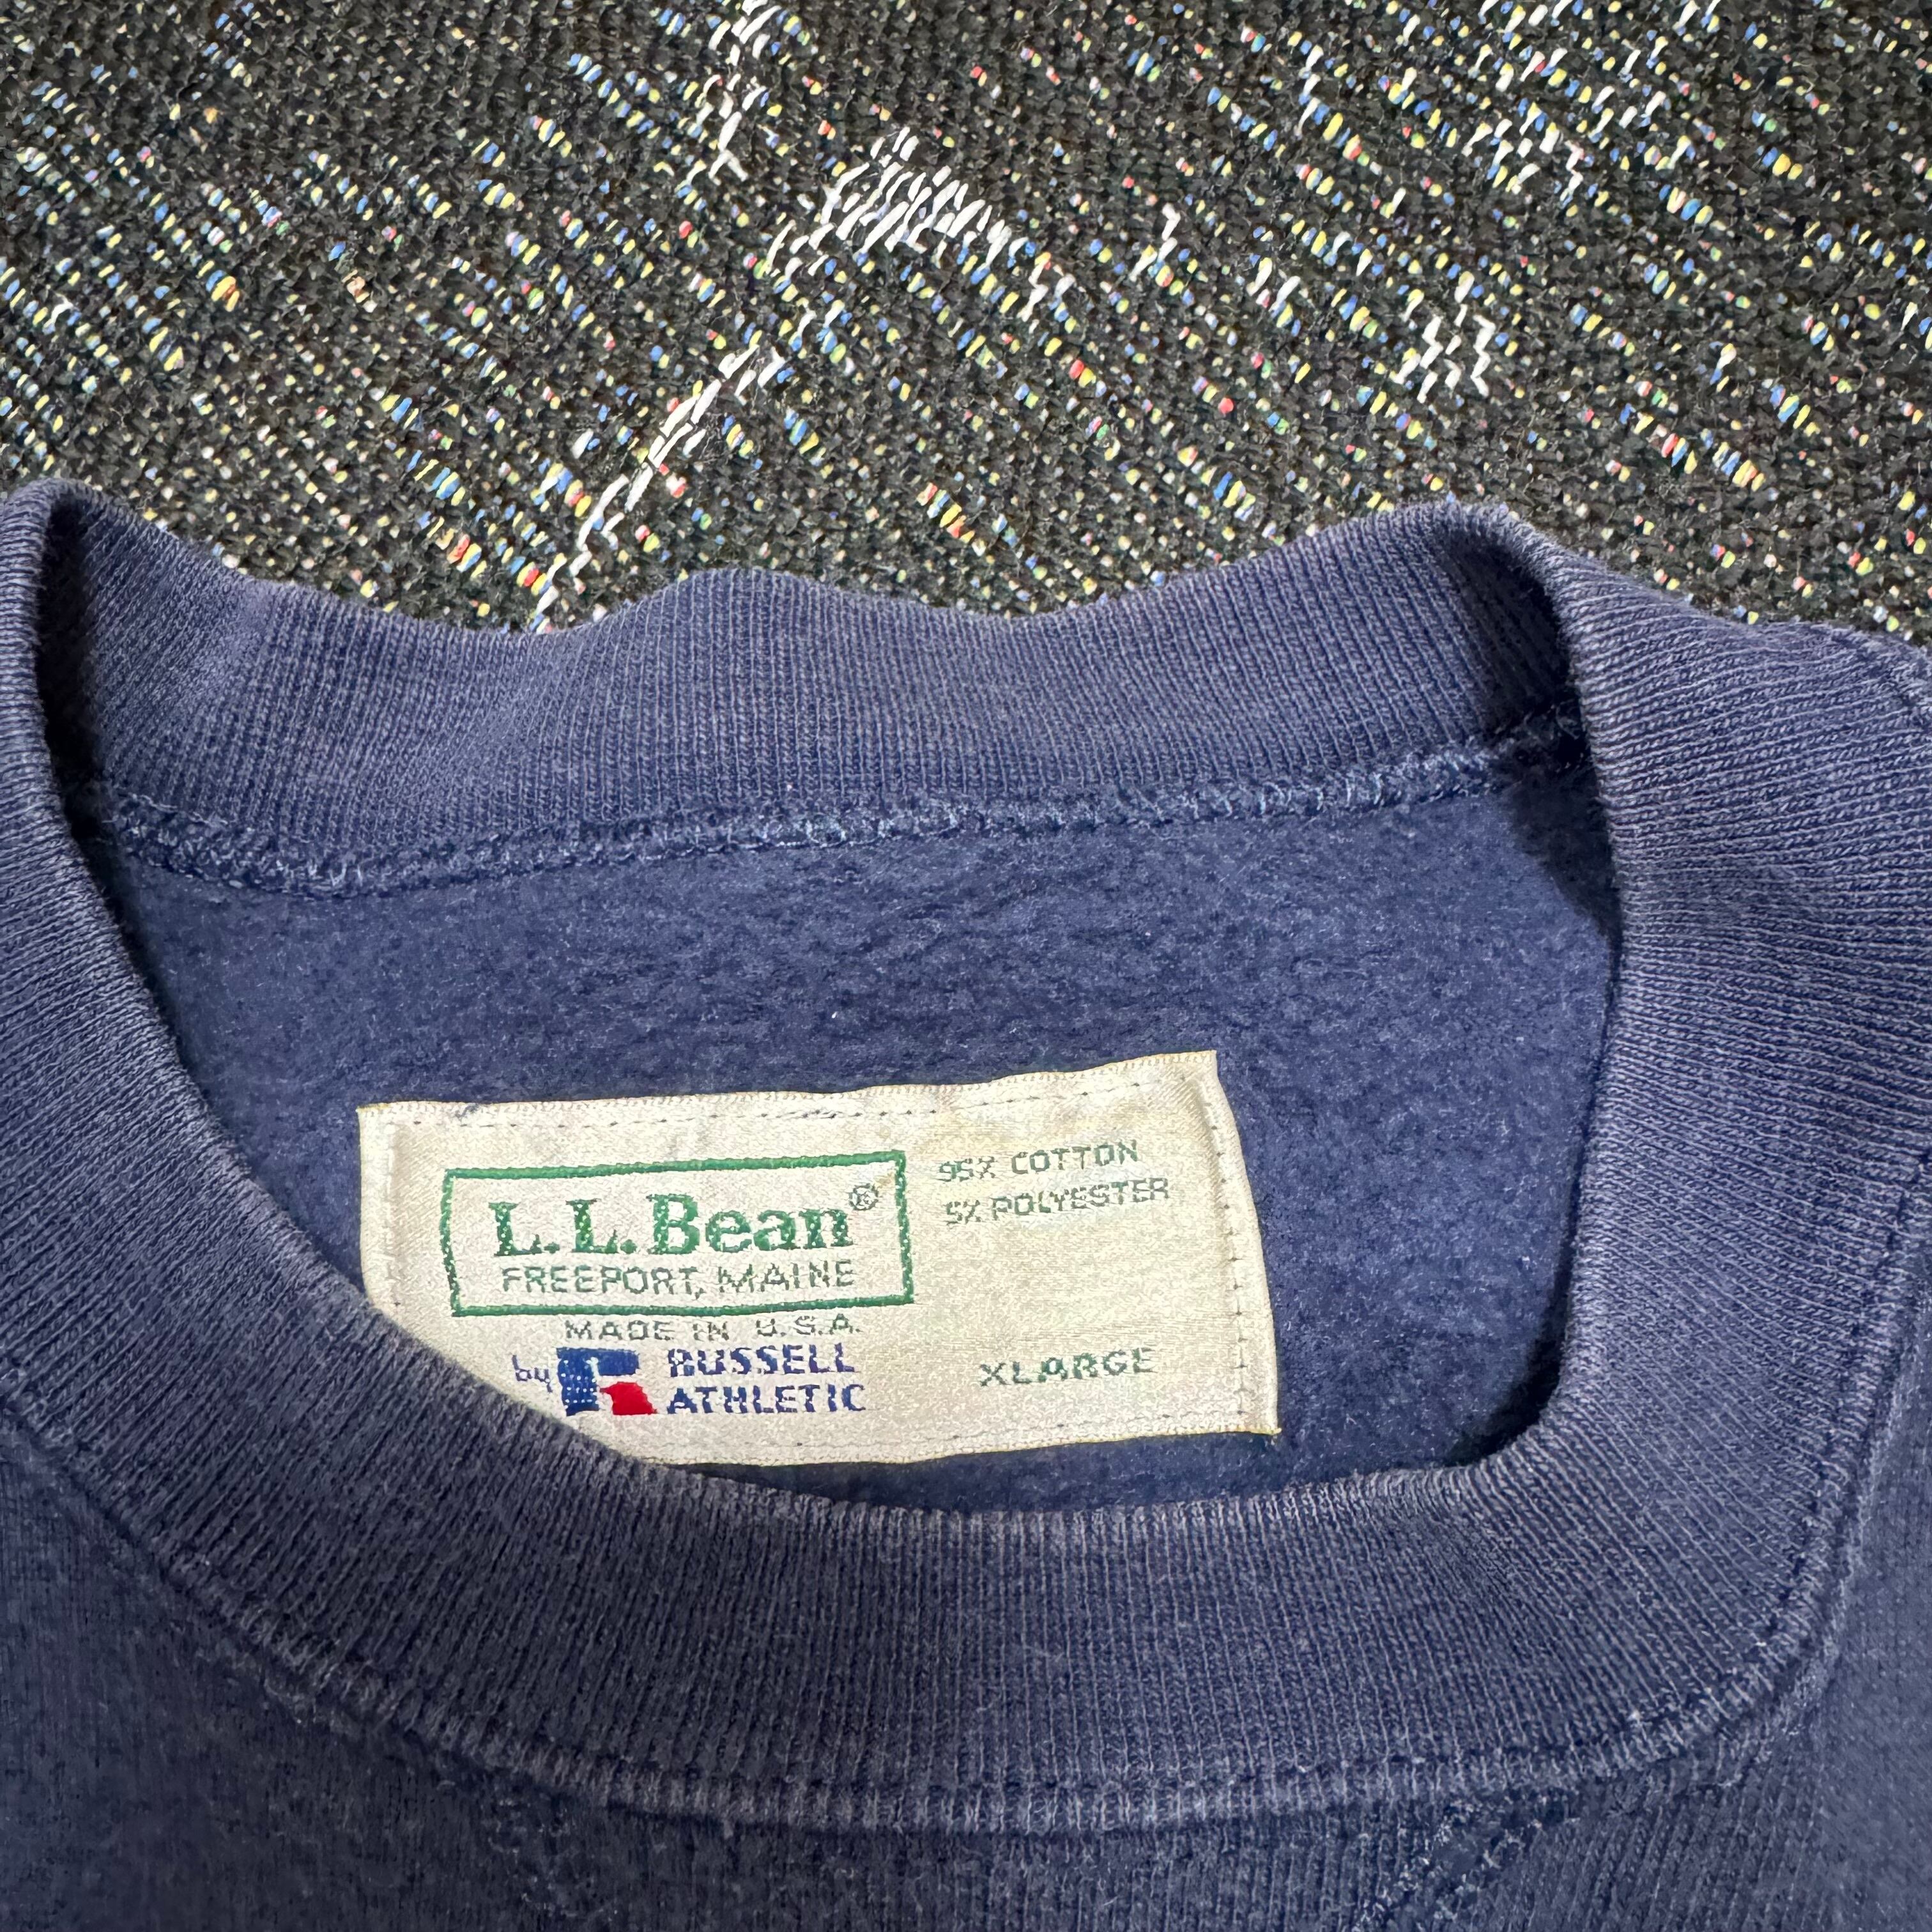 L.L.Bean®
FREEPORT, MAINE
MADE IN U.S.A.
by RUSSELL
ATHLETIC
95% COTTON
5% POLYESTER
XLARGE